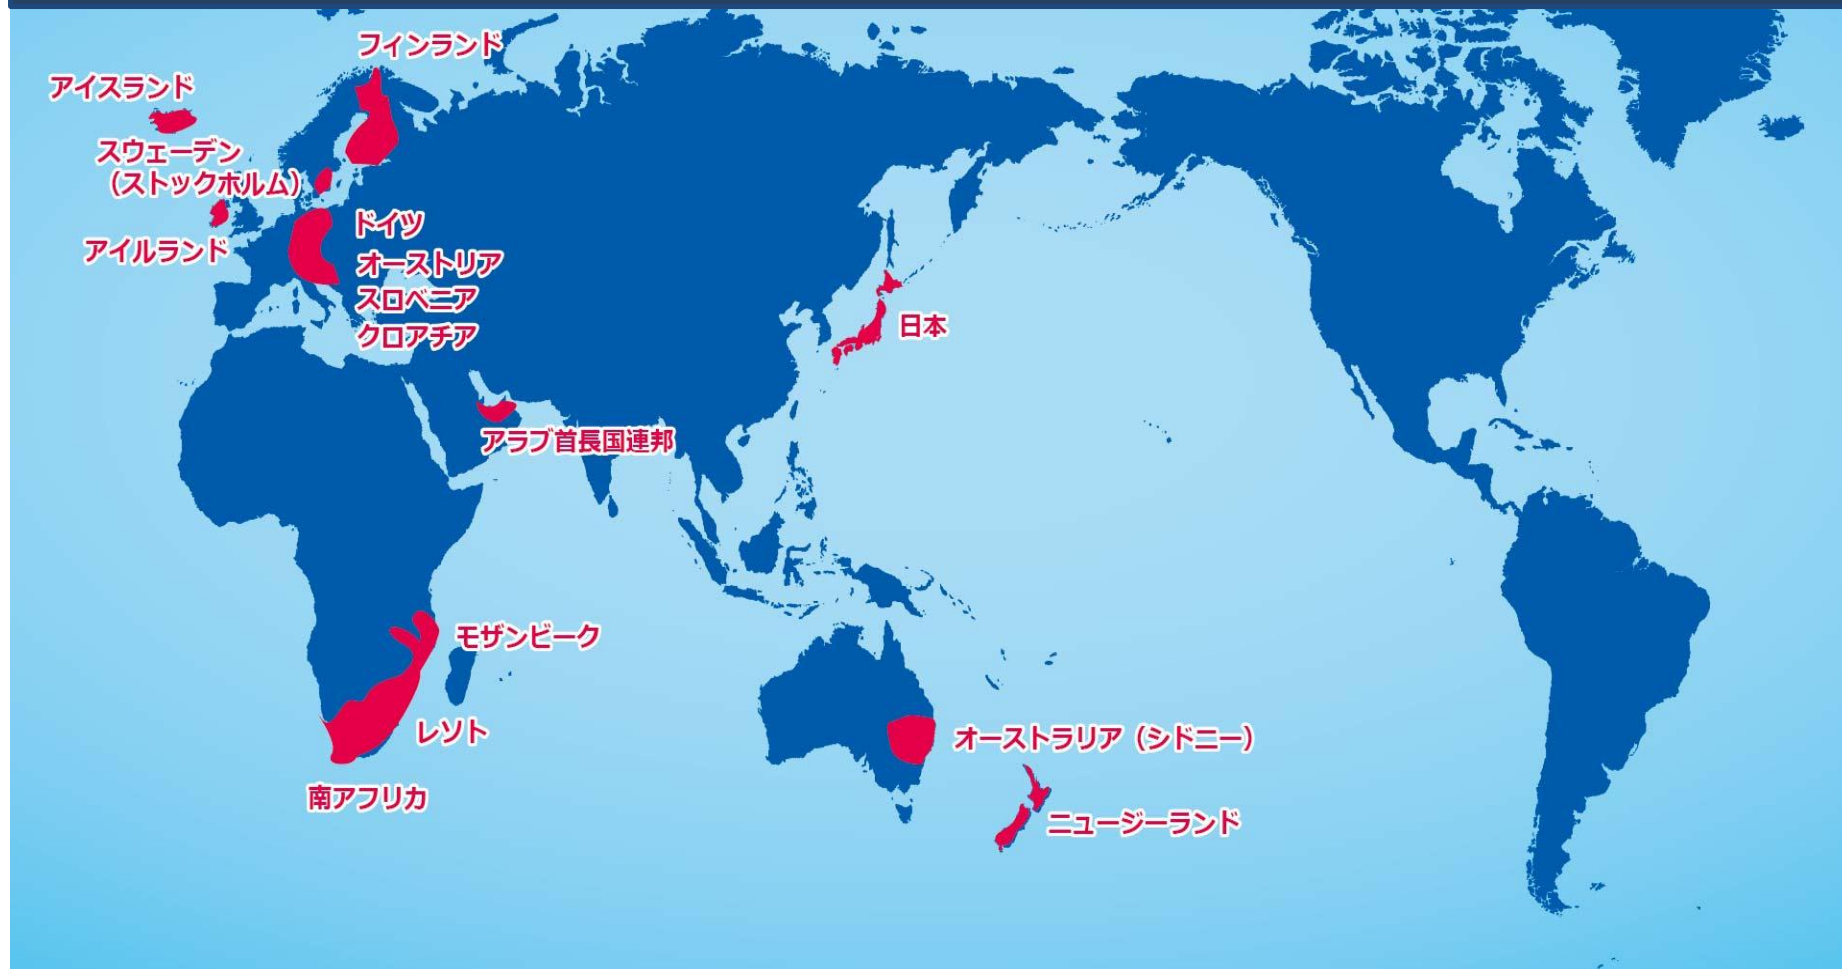 フィンランド
アイスランド
スウェーデン
（ストックホルム）
アイルランド
ドイツ
オーストリア
スロベニア
クロアチア
日本
アラブ首長国連邦
モザンビーク
レソト
南アフリカ
オーストラリア（シドニー）
ニュージーランド